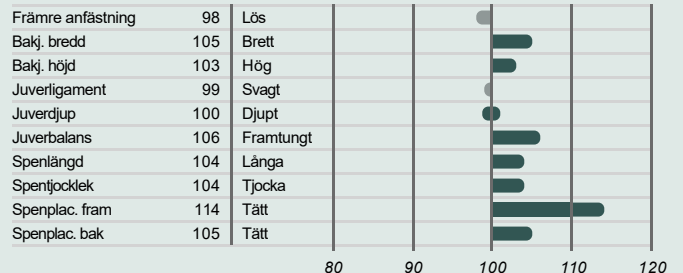 Främre anfästning 98 Lös
Bakj. bredd 105 Brett
Bakj. höjd 103 Hög
Juverligament 99 Svagt
Juverdjup 100 Djupt
Juverbalans 106 Framtungt
Spenlängd 104 Långa
Spentjocklek 104 Tjocka
Spenplac. fram 114 Tätt
Spenplac. bak 105 Tätt
80 90 100 110 120